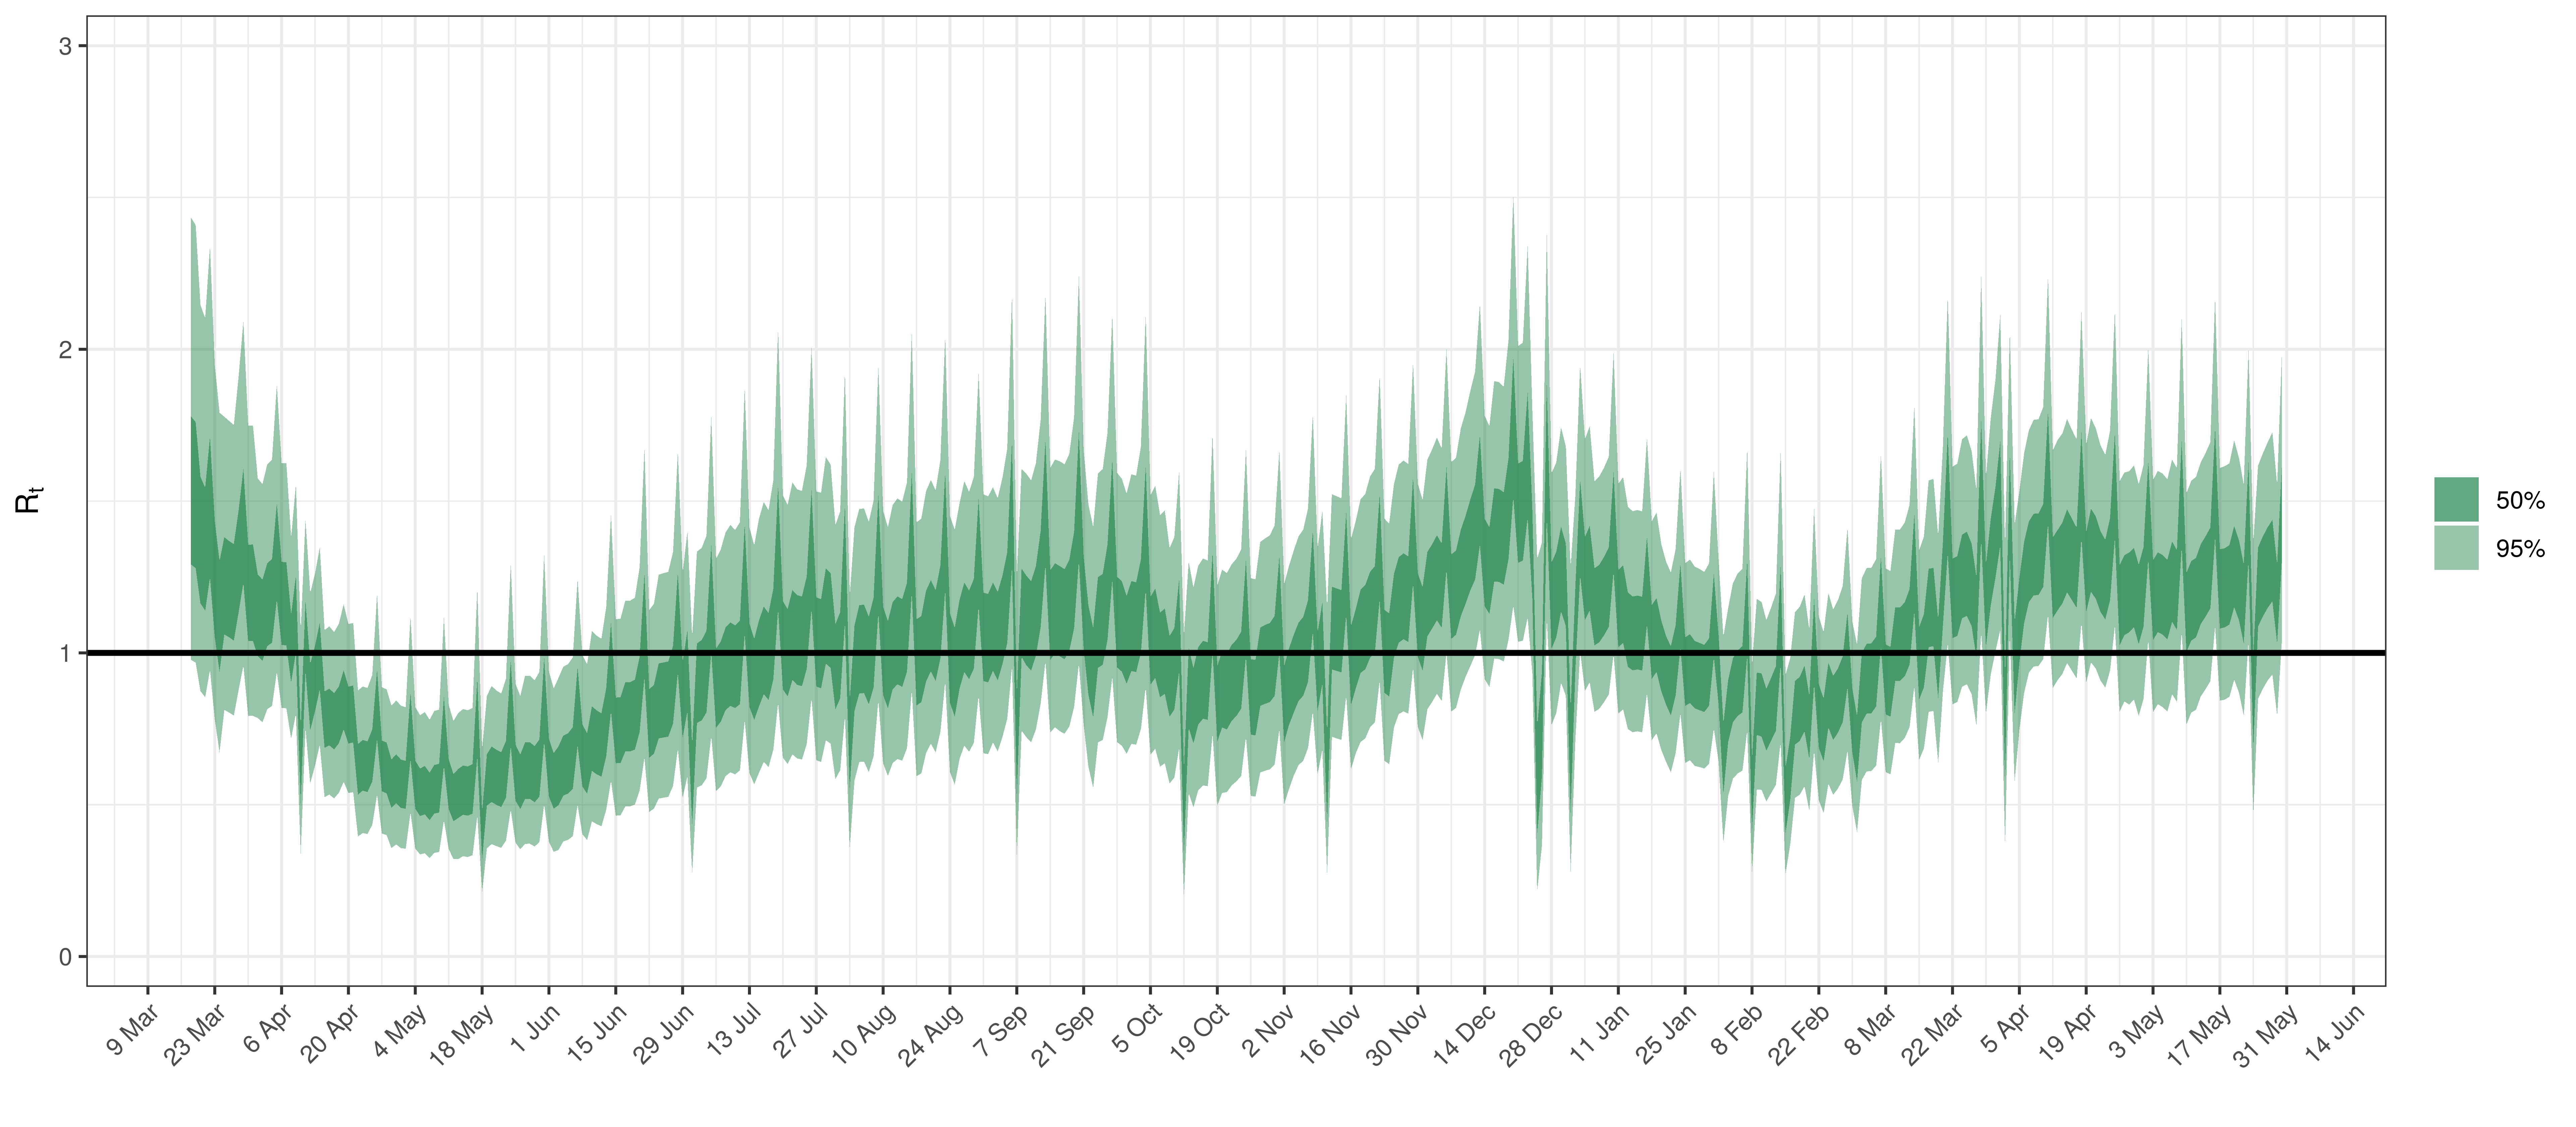 3
2
1
0
Rt
9 Mar
23 Mar
6 Apr
20 Apr
4 May
18 May
1 Jun
15 Jun
29 Jun
13 Jul
27 Jul
10 Aug
24 Aug
7 Sep
21 Sep
5 Oct
19 Oct
2 Nov
16 Nov
30 Nov
14 Dec
28 Dec
11 Jan
25 Jan
8 Feb
22 Feb
8 Mar
22 Mar
5 Apr
19 Apr
3 May
17 May
31 May
14 Jun
50%
95%